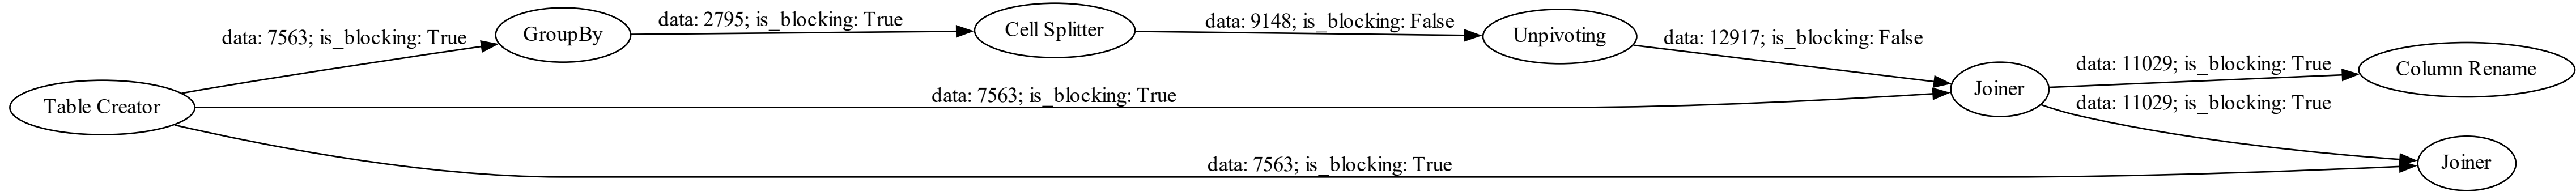 data: 7563; is_blocking: True
GroupBy
data: 2795; is_blocking: True
Cell Splitter
data: 9148; is_blocking: False
Unpivoting
data: 12917; is_blocking: False
Table Creator
data: 7563; is_blocking: True
Joiner
data: 11029; is_blocking: True
Column Rename
data: 11029; is_blocking: True
data: 7563; is_blocking: True
Joiner